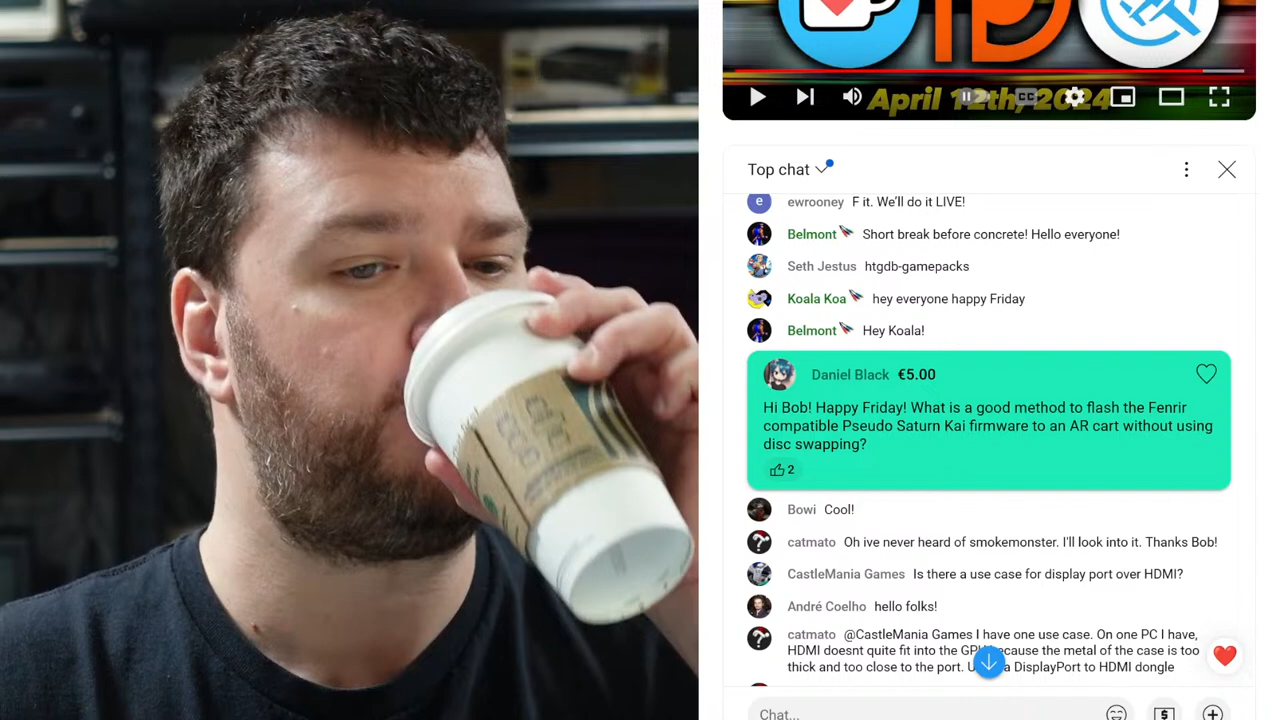 April 12th, 2024
Top chat
ewrooney F it. We'll do it LIVE!
Belmont Short break before concrete! Hello everyone!
Seth Jestus htgdb-gamepacks
Koala Koa hey everyone happy Friday
Belmont Hey Koala!
Daniel Black €5.00
Hi Bob! Happy Friday! What is a good method to flash the Fenrir
compatible Pseudo Saturn Kai firmware to an AR cart without using
disc swapping?
2
Bowi Cool!
catmato Oh ive never heard of smokemonster. I'll look into it. Thanks Bob!
CastleMania Games Is there a use case for display port over HDMI?
André Coelho hello folks!
catmato @CastleMania Games I have one use case. On one PC I have,
HDMI doesnt quite fit into the because the metal of the case is too
thick and too close to the port. a DisplayPort to HDMI dongle
Chat...